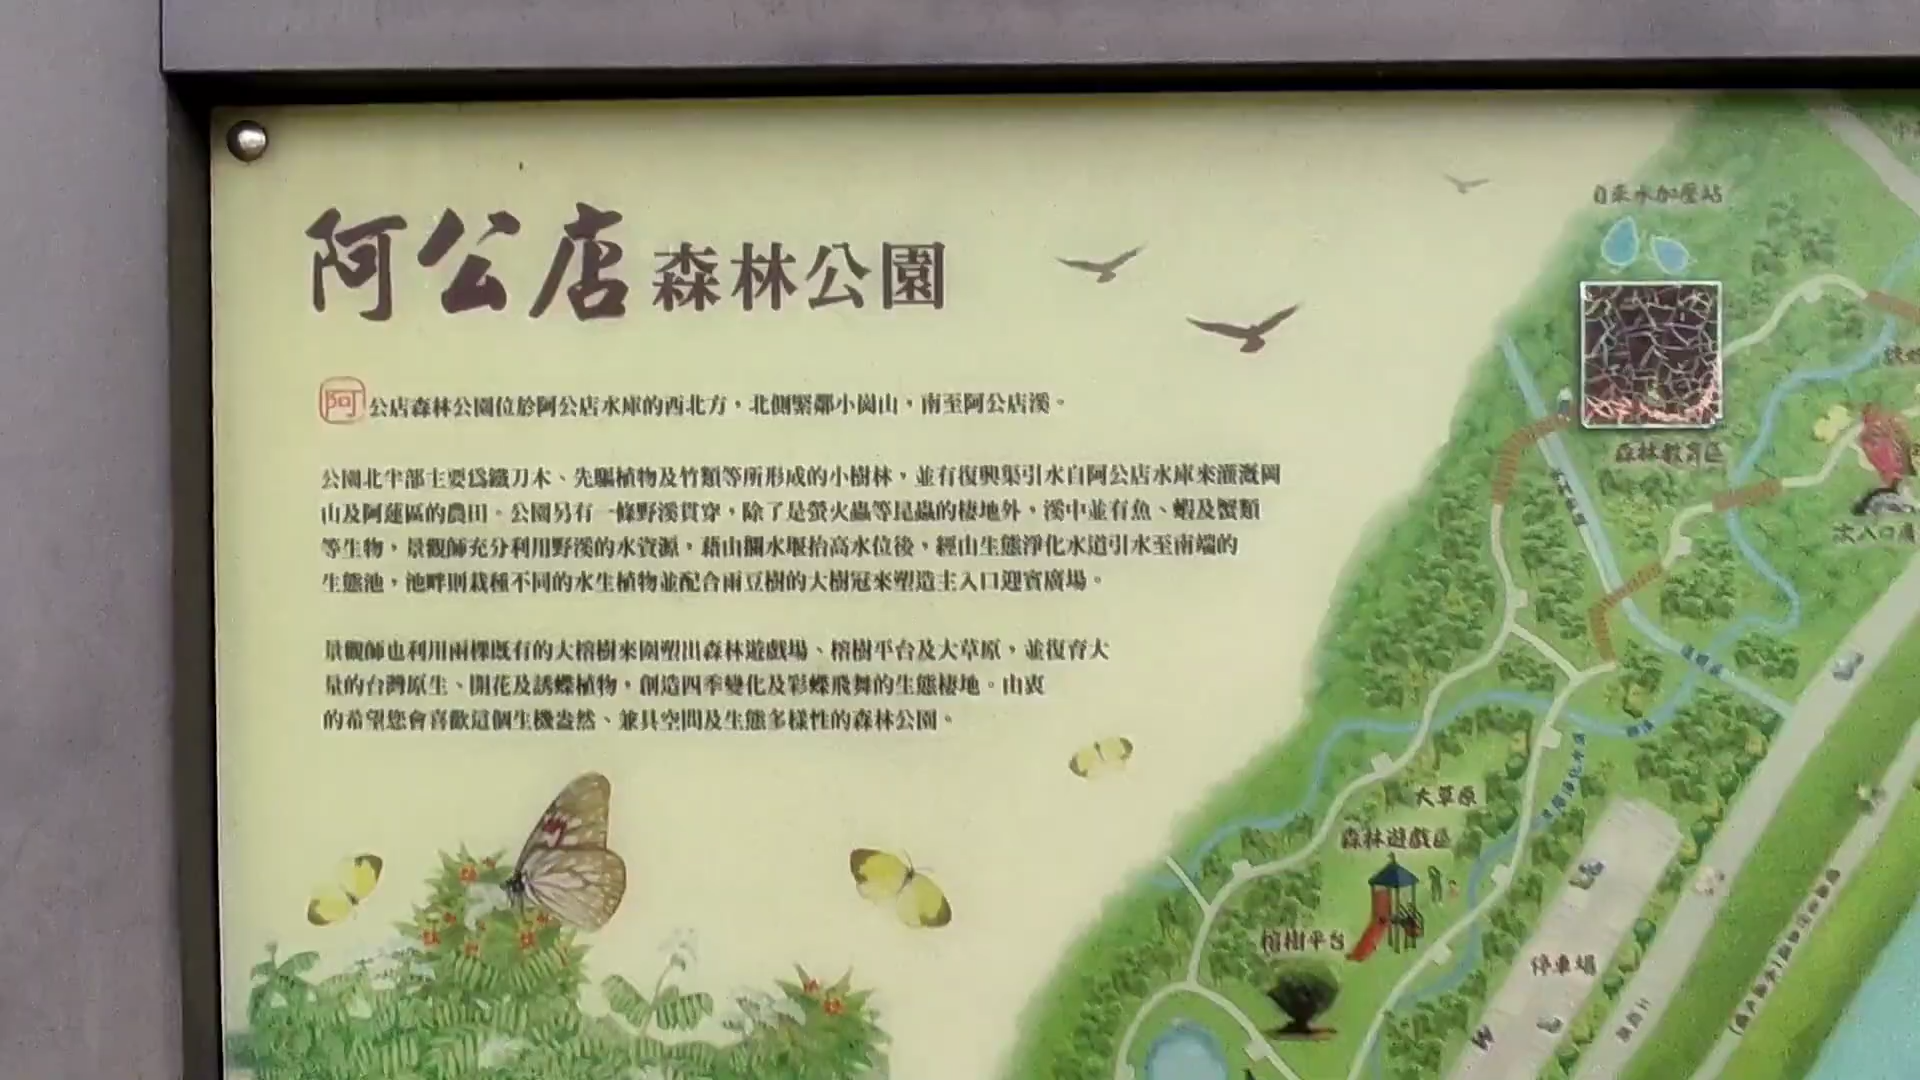 阿公店森林公園
阿公店森林公園位於阿公店水庫的西北方，北側緊鄰小崗山，南至阿公店溪。
公園北半部主要為鐵刀木、先驅植物及竹類等所形成的小樹林，並有復興渠引水自阿公店水庫來灌溉岡
山及阿蓮區的農田。公園另有一條野溪貫穿，除了是螢火蟲等昆蟲的棲地外，溪中並有魚、蝦及蟹類
等生物，景觀師充分利用野溪的水資源，藉由攔水堰抬高水位後，經由生態淨化水道引水至南端的
生態池，池畔則栽種不同的水生植物並配合雨豆樹的大樹冠來塑造主入口迎賓廣場。
景觀師也利用兩棵既有的大榕樹來圍塑出森林遊戲場、榕樹平台及大草原，並復育大
量的台灣原生、開花及誘蝶植物，創造四季變化及彩蝶飛舞的生態棲地。由衷
的希望您會喜歡這個生機盎然、兼具空間及生態多樣性的森林公園。
自來水加壓站
森林教育區
次入口廣
大草原
森林遊戲區
榕樹平台
停車場